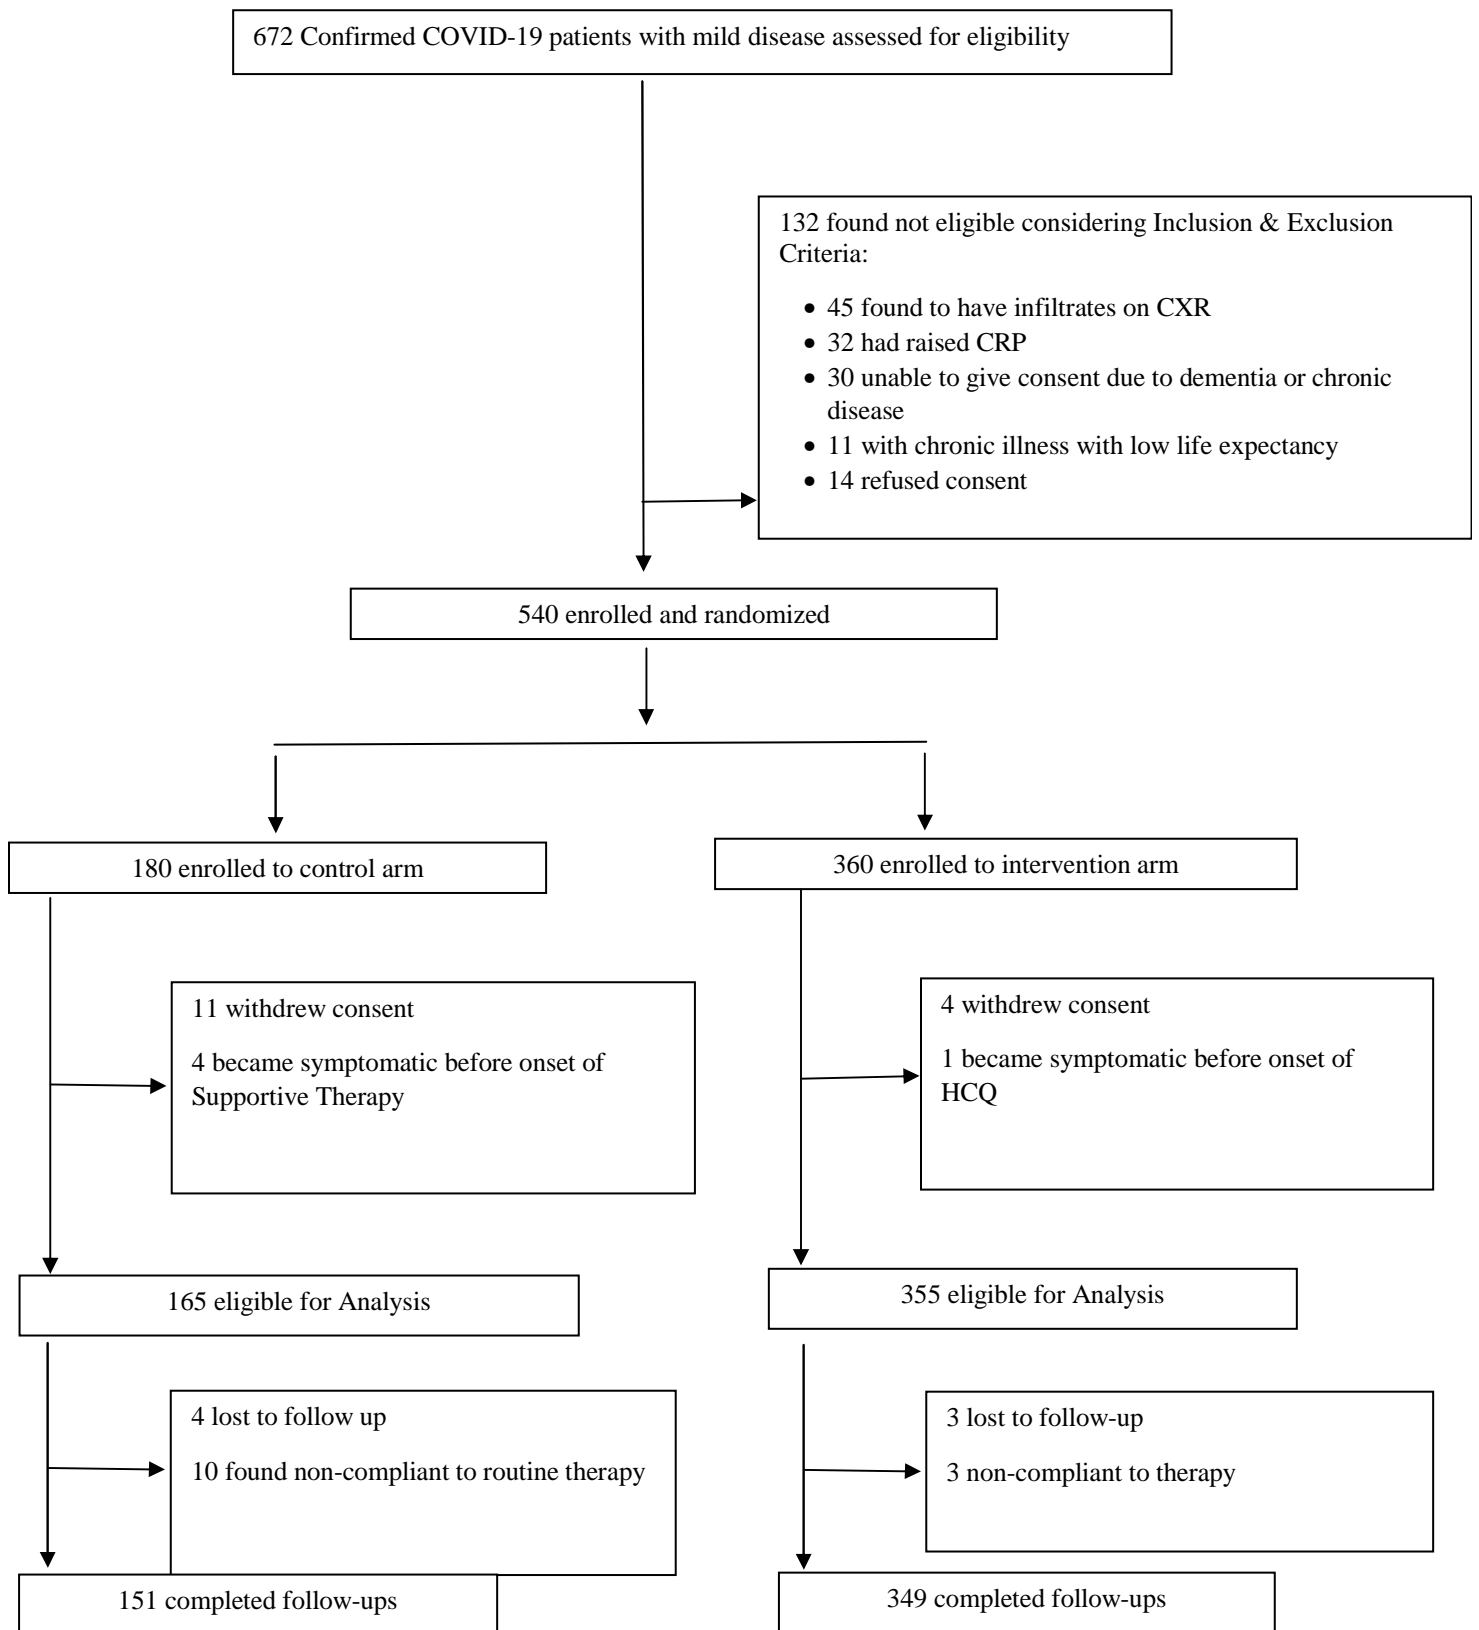 672 Confirmed COVID-19 patients with mild disease assessed for eligibility
132 found not eligible considering Inclusion & Exclusion
Criteria:
• 45 found to have infiltrates on CXR
• 32 had raised CRP
• 30 unable to give consent due to dementia or chronic
disease
• 11 with chronic illness with low life expectancy
• 14 refused consent
540 enrolled and randomized
180 enrolled to control arm
360 enrolled to intervention arm
11 withdrew consent
4 became symptomatic before onset of
Supportive Therapy
4 withdrew consent
1 became symptomatic before onset of
HCQ
165 eligible for Analysis
355 eligible for Analysis
4 lost to follow up
10 found non-compliant to routine therapy
3 lost to follow-up
3 non-compliant to therapy
151 completed follow-ups
349 completed follow-ups